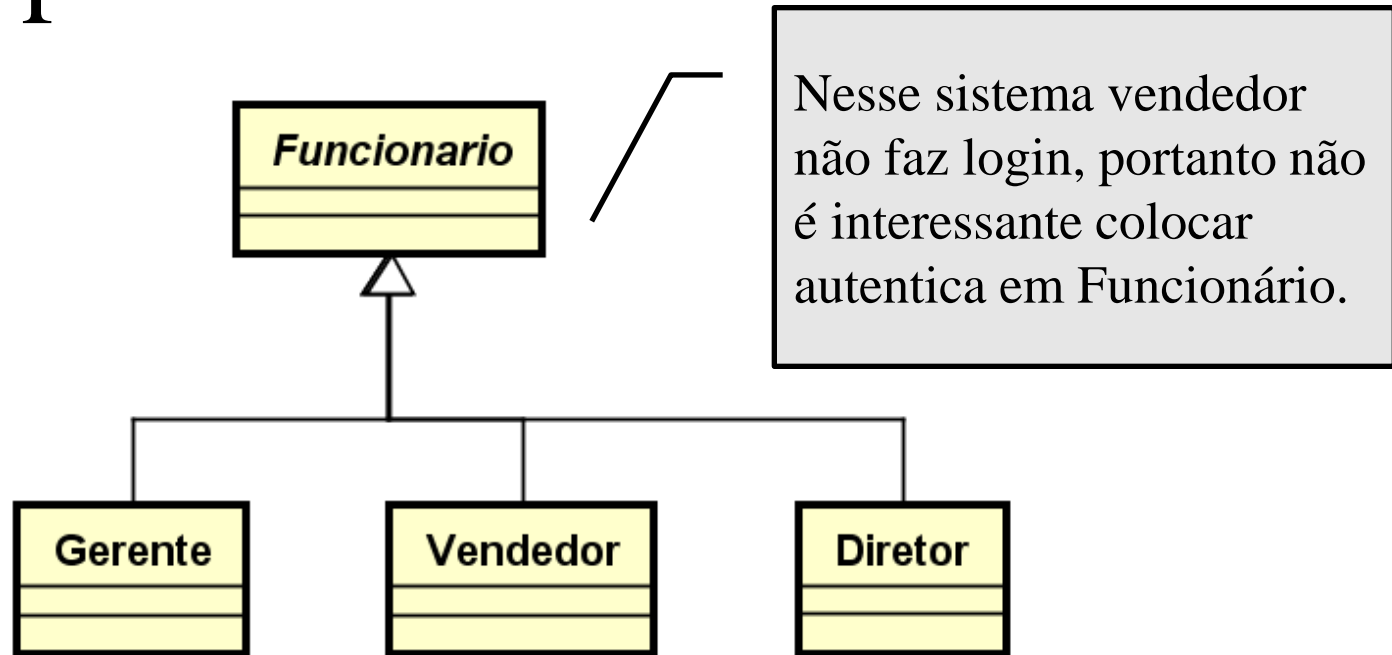 Funcionario
Nesse sistema vendedor
não faz login, portanto não
é interessante colocar
autentica em Funcionário.
Gerente
Vendedor
Diretor